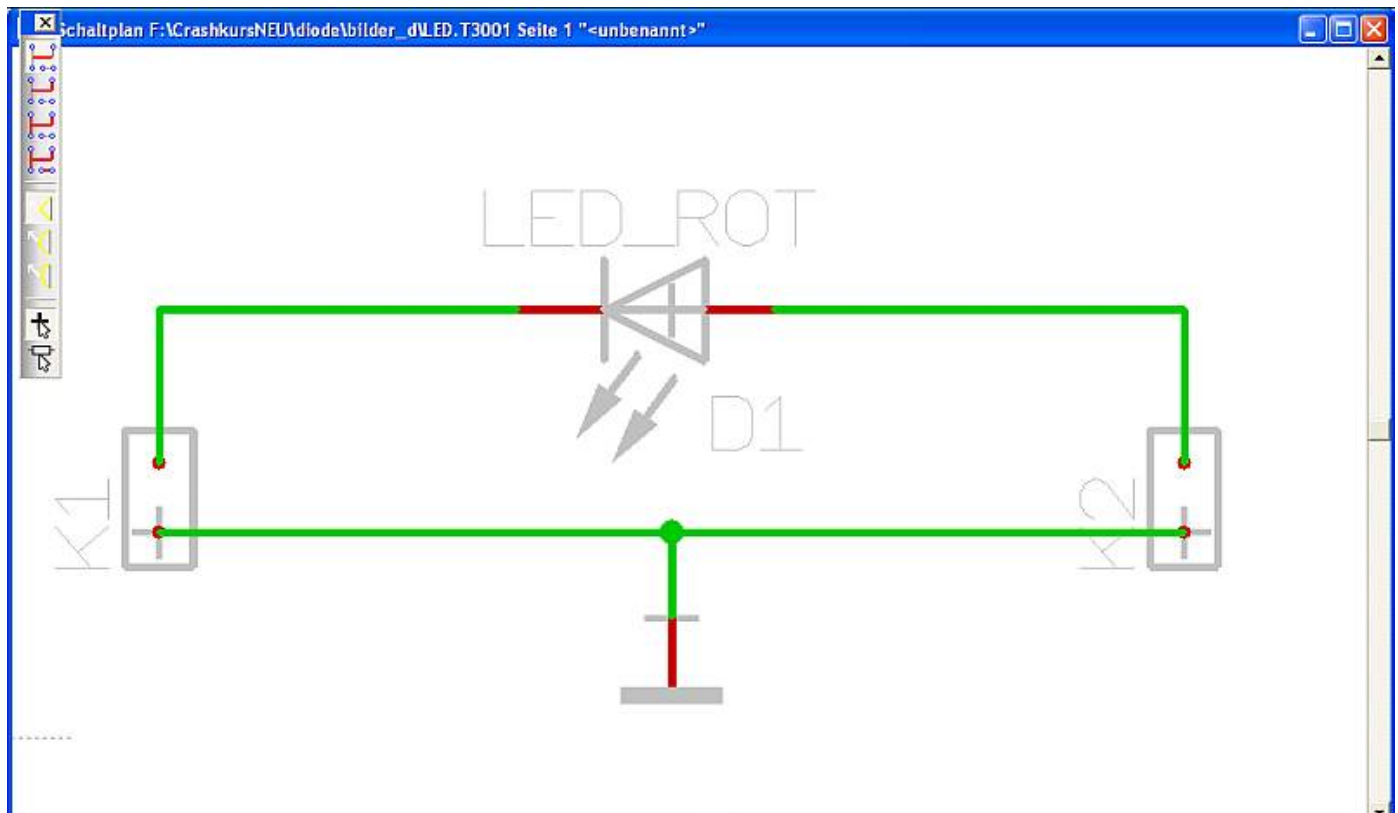 Schaltplan F:\CrashkursNEU\diode\bilder_d\LED.T3001 Seite 1 "<unbenannt>"
LED_ROT
D1
K1
K2